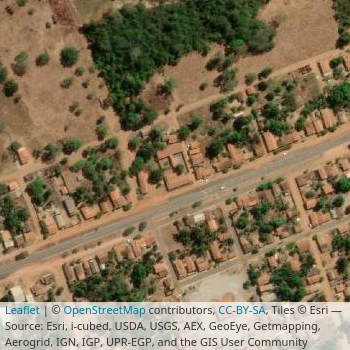 Leaflet | © OpenStreetMap contributors, CC-BY-SA, Tiles © Esri —
Source: Esri, i-cubed, USDA, USGS, AEX, GeoEye, Getmapping,
Aerogrid, IGN, IGP, UPR-EGP, and the GIS User Community